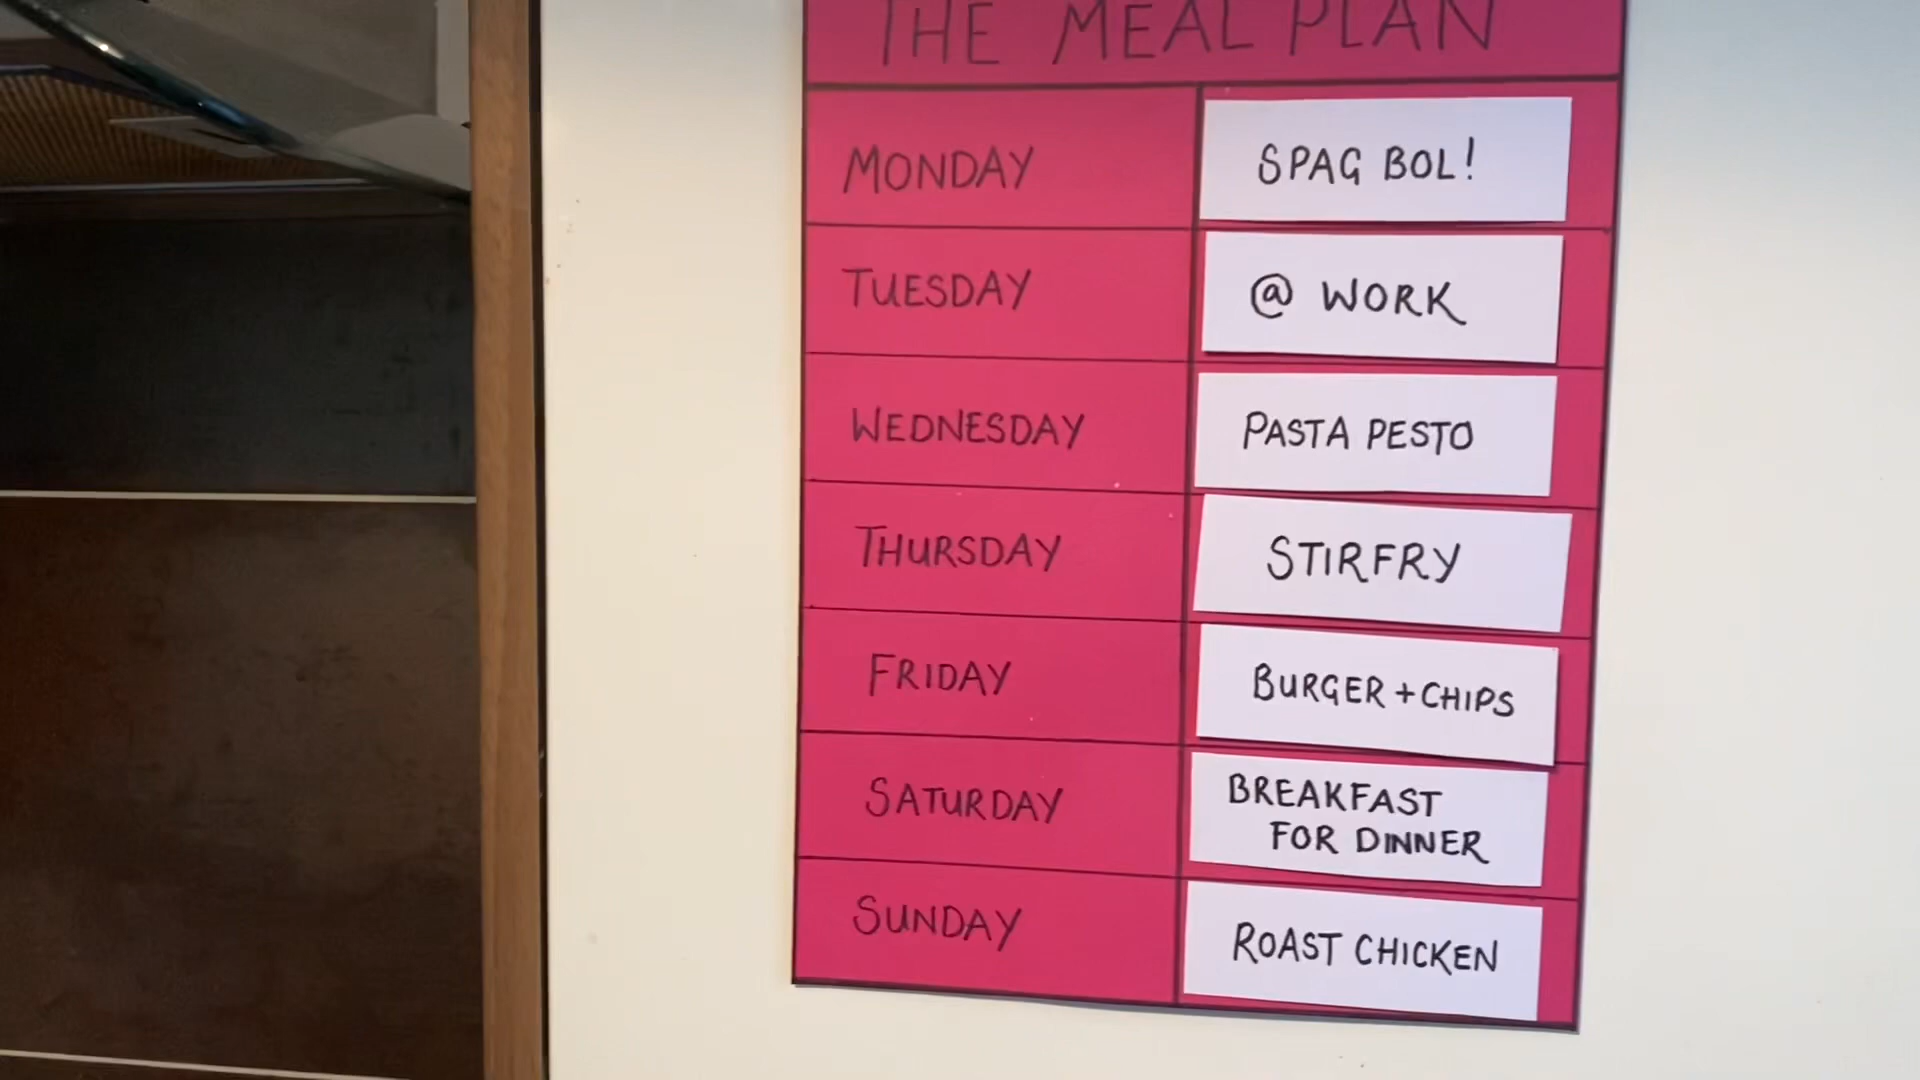 THE MEAL PLAN
MONDAY SPAG BOL!
TUESDAY @ WORK
WEDNESDAY PASTA PESTO
THURSDAY STIRFRY
FRIDAY BURGER + CHIPS
SATURDAY BREAKFAST
FOR DINNER
SUNDAY ROAST CHICKEN